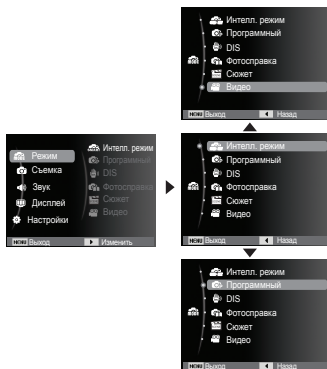 Интелл. режим
Программный
DIS
Фотосправка
Сюжет
Видео
MENU Выход Назад
Режим
Съемка
Звук
Дисплей
Настройки
Интелл. режим
Программный
DIS
Фотосправка
Сюжет
Видео
MENU Выход Изменить
Интелл. режим
Программный
DIS
Фотосправка
Сюжет
Видео
MENU Выход Назад
Интелл. режим
Программный
DIS
Фотосправка
Сюжет
Видео
MENU Выход Назад